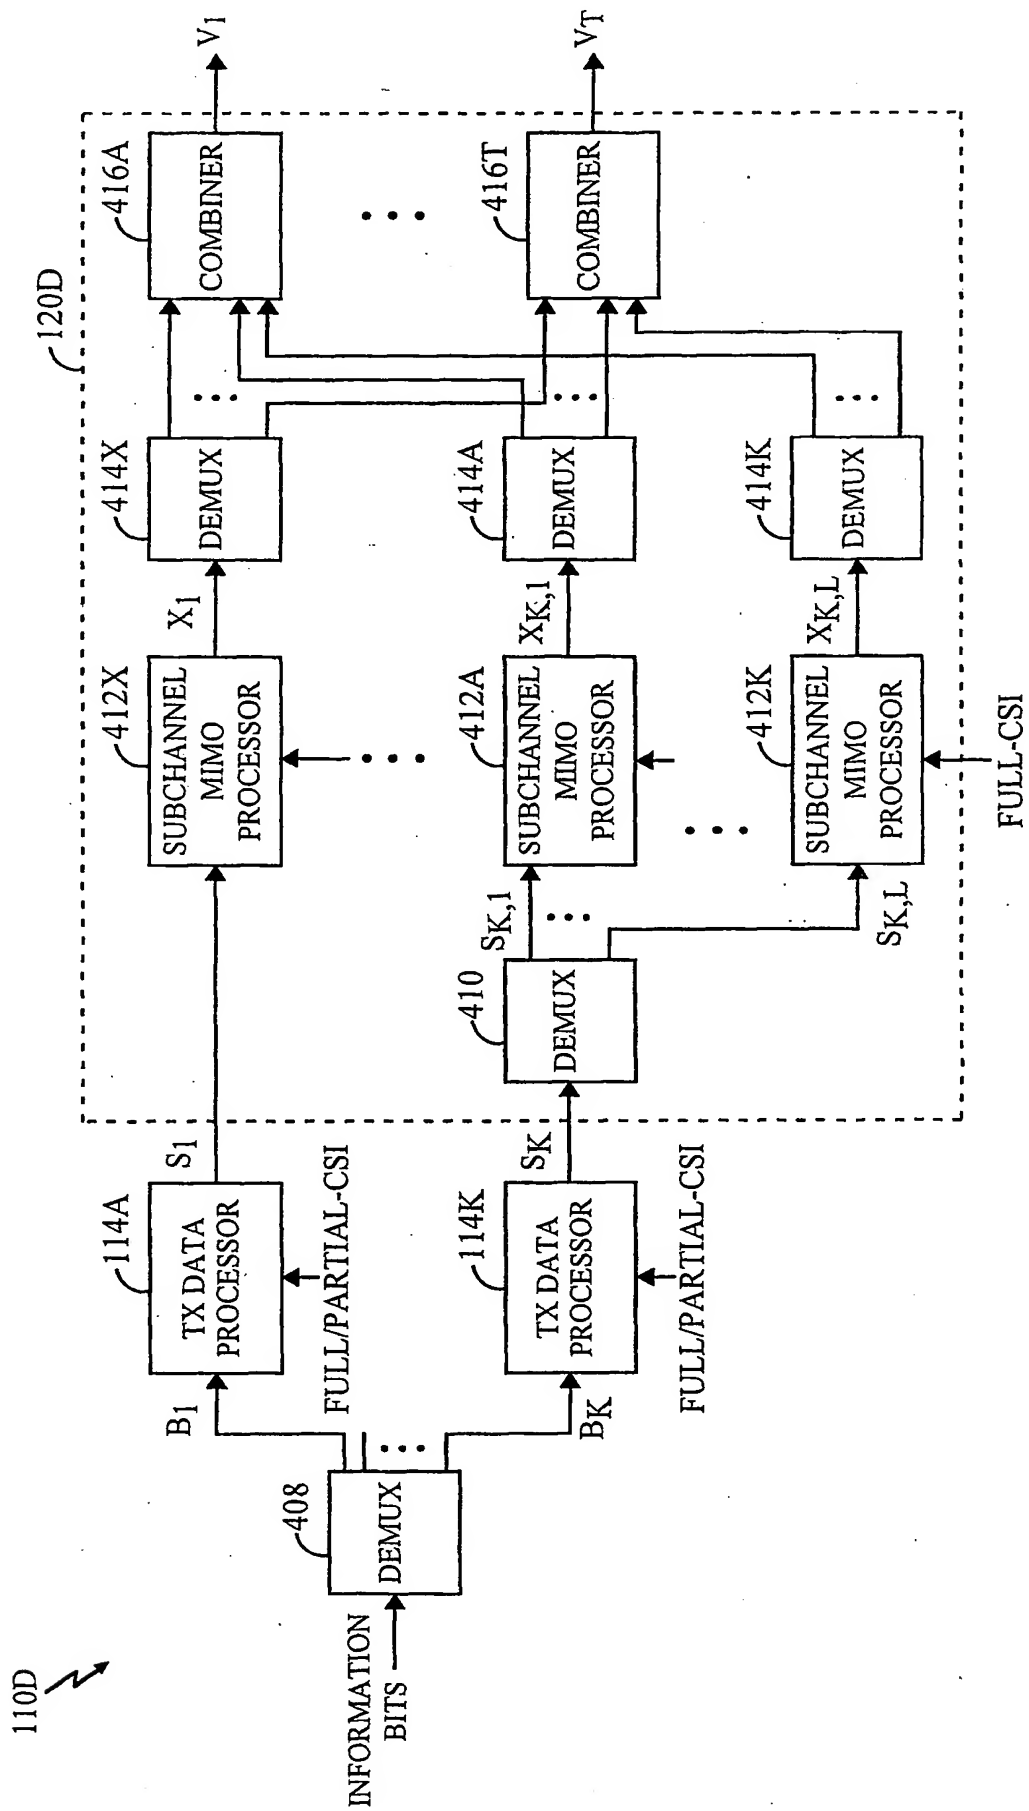 110D
INFORMATION
BITS
408
DEMUX
B1
BK
114A
TX DATA
PROCESSOR
FULL/PARTIAL-CSI
S1
114K
TX DATA
PROCESSOR
FULL/PARTIAL-CSI
SK
120D
410
DEMUX
SK,1
SK,L
412X
SUBCHANNEL
MIMO
PROCESSOR
X1
412A
SUBCHANNEL
MIMO
PROCESSOR
XK,1
412K
SUBCHANNEL
MIMO
PROCESSOR
XK,L
FULL-CSI
414X
DEMUX
414A
DEMUX
414K
DEMUX
416A
COMBINER
V1
416T
COMBINER
VT